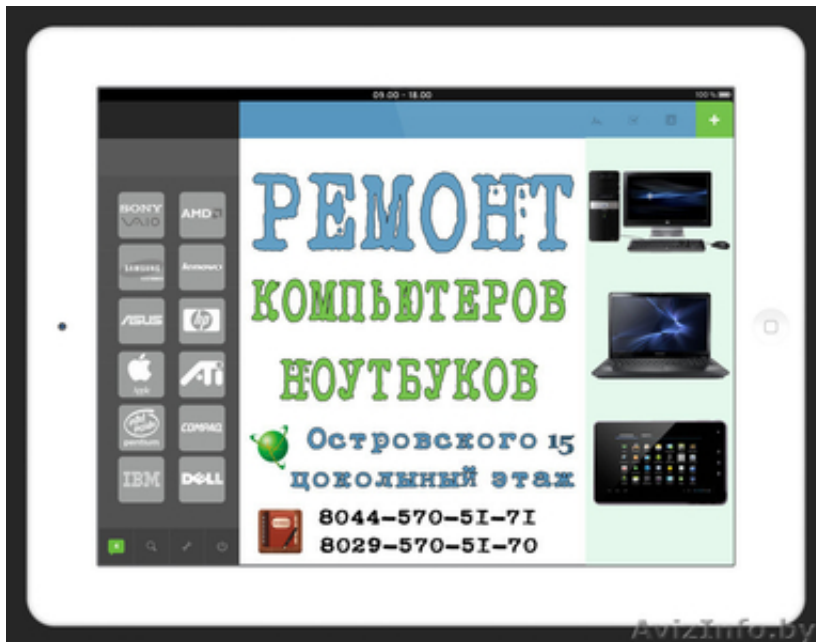 09.00 - 18.00
100 %
SONY
VAIO
AMD
SAMSUNG
lenovo
ASUS
hp
Apple
ATi
intel inside
pentium
COMPAQ
IBM
DELL
РЕМОНТ
КОМПЬЮТЕРОВ
НОУТБУКОВ
Островского 15
цокольный этаж
8044-570-51-71
8029-570-51-70
AvizInfo.by